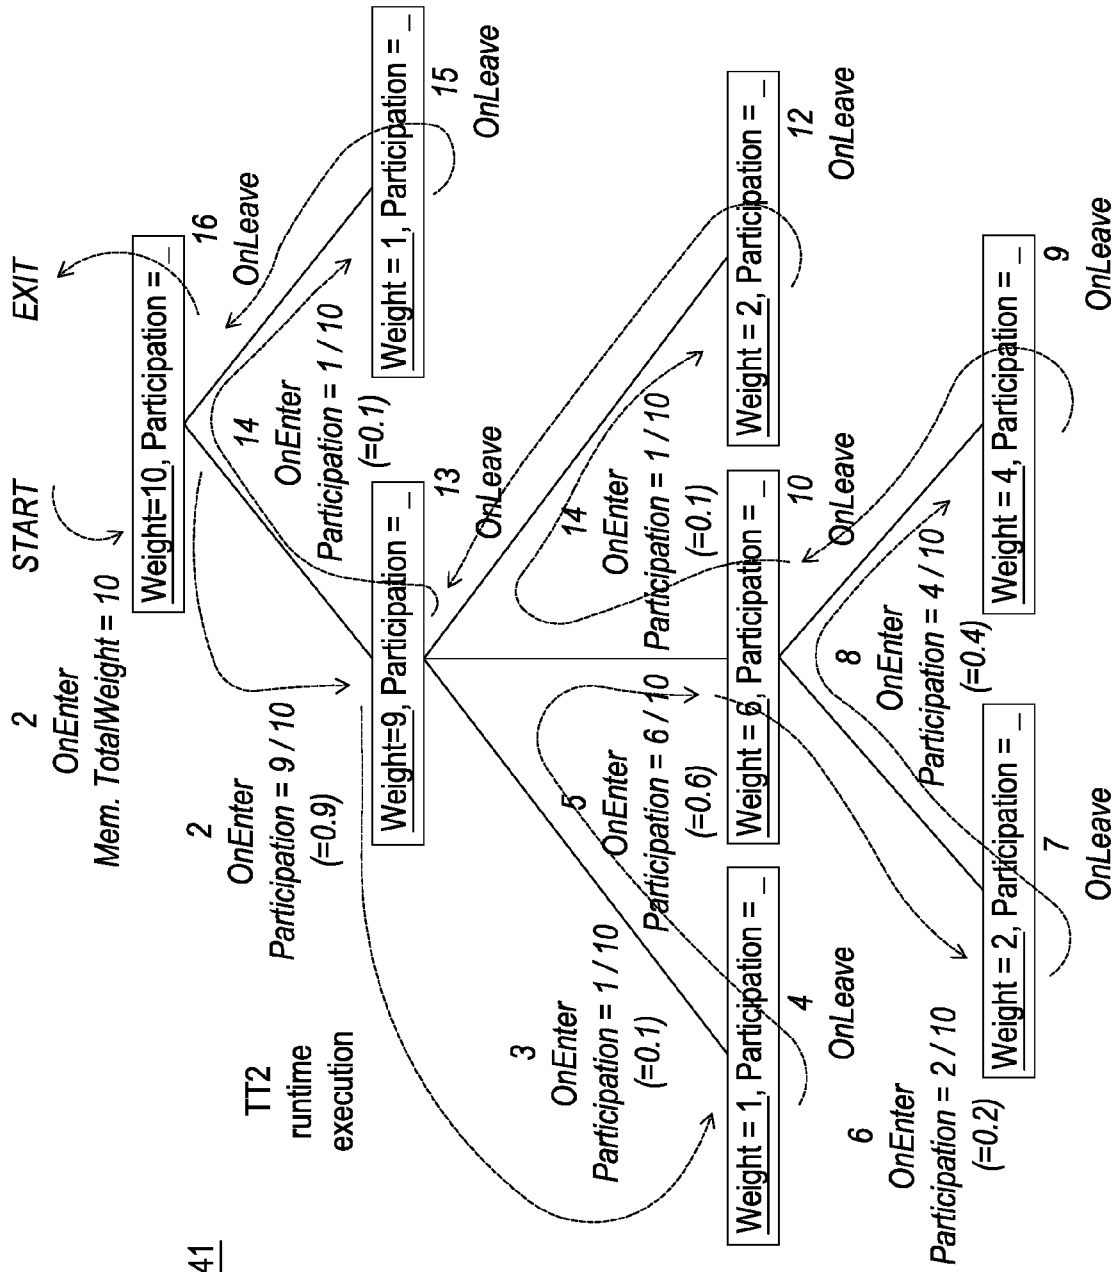 START
EXIT
2
OnEnter
Mem. TotalWeight = 10
Weight=10, Participation = _
16
OnLeave
2
OnEnter
Participation = 9 / 10
(=0.9)
14
OnEnter
Participation = 1 / 10
(=0.1)
Weight=9, Participation = _
13
OnLeave
Weight = 1, Participation = _
15
OnLeave
TT2
runtime
execution
3
OnEnter
Participation = 1 / 10
(=0.1)
5
OnEnter
Participation = 6 / 10
(=0.6)
14
OnEnter
Participation = 1 / 10
(=0.1)
Weight = 1, Participation = _
4
OnLeave
Weight = 6, Participation = _
10
OnLeave
Weight = 2, Participation = _
12
OnLeave
6
OnEnter
Participation = 2 / 10
(=0.2)
8
OnEnter
Participation = 4 / 10
(=0.4)
Weight = 2, Participation = _
7
OnLeave
Weight = 4, Participation = _
9
OnLeave
41